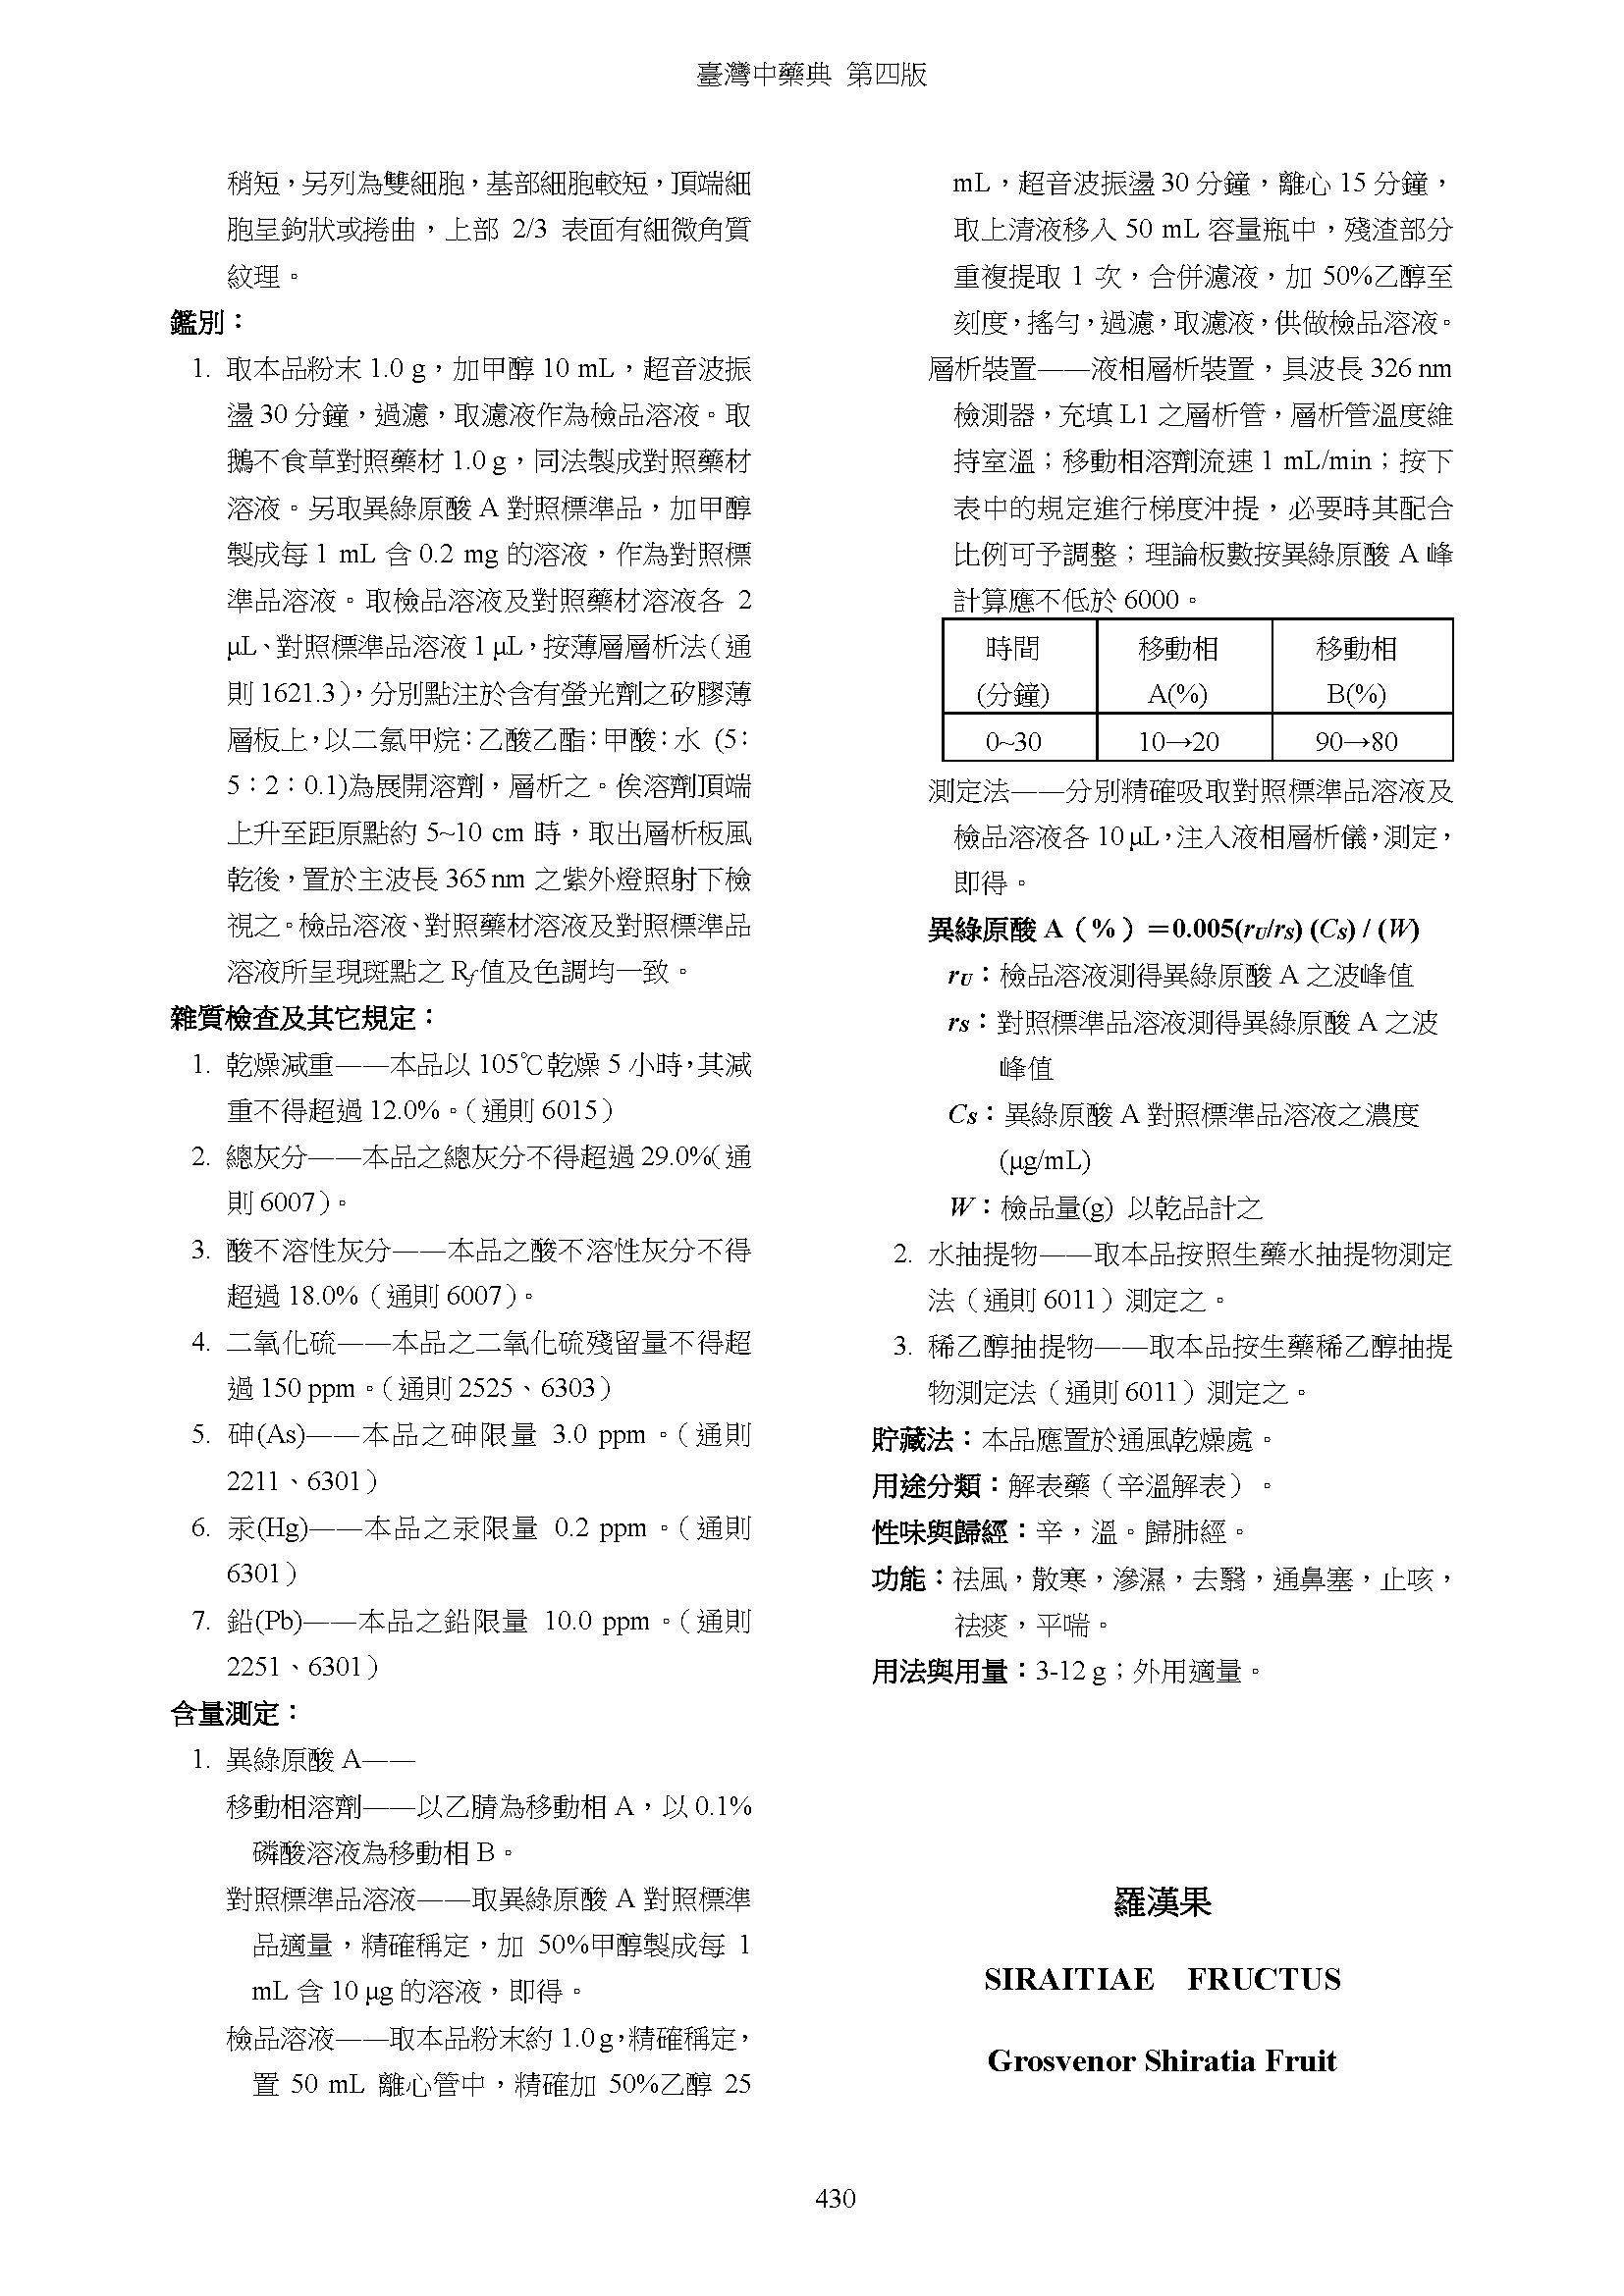 臺灣中藥典 第四版
稍短，另列為雙細胞，基部細胞較短，頂端細
胞呈鉤狀或捲曲，上部 2/3 表面有細微角質
紋理。
鑑別：
1. 取本品粉末 1.0 g，加甲醇 10 mL，超音波振
盪 30 分鐘，過濾，取濾液作為檢品溶液。取
鵝不食草對照藥材 1.0 g，同法製成對照藥材
溶液。另取異綠原酸 A 對照標準品，加甲醇
製成每 1 mL 含 0.2 mg 的溶液，作為對照標
準品溶液。取檢品溶液及對照藥材溶液各 2
μL、對照標準品溶液 1 μL，按薄層層析法（通
則 1621.3），分別點注於含有螢光劑之矽膠薄
層板上，以二氯甲烷：乙酸乙酯：甲酸：水 (5：
5：2：0.1)為展開溶劑，層析之。俟溶劑頂端
上升至距原點約 5~10 cm 時，取出層析板風
乾後，置於主波長 365 nm 之紫外燈照射下檢
視之。檢品溶液、對照藥材溶液及對照標準品
溶液所呈現斑點之 Rf 值及色調均一致。
雜質檢查及其它規定：
1. 乾燥減重——本品以 105℃乾燥 5 小時，其減
重不得超過 12.0%。（通則 6015）
2. 總灰分——本品之總灰分不得超過 29.0%（通
則 6007）。
3. 酸不溶性灰分——本品之酸不溶性灰分不得
超過 18.0%（通則 6007）。
4. 二氧化硫——本品之二氧化硫殘留量不得超
過 150 ppm。（通則 2525、6303）
5. 砷(As)——本品之砷限量 3.0 ppm。（通則
2211、6301）
6. 汞(Hg)——本品之汞限量 0.2 ppm。（通則
6301）
7. 鉛(Pb)——本品之鉛限量 10.0 ppm。（通則
2251、6301）
含量測定：
1. 異綠原酸 A——
移動相溶劑——以乙腈為移動相 A，以 0.1%
磷酸溶液為移動相 B。
對照標準品溶液——取異綠原酸 A 對照標準
品適量，精確稱定，加 50%甲醇製成每 1
mL 含 10 μg 的溶液，即得。
檢品溶液——取本品粉末約 1.0 g，精確稱定，
置 50 mL 離心管中，精確加 50%乙醇 25
mL，超音波振盪 30 分鐘，離心 15 分鐘，
取上清液移入 50 mL 容量瓶中，殘渣部分
重複提取 1 次，合併濾液，加 50%乙醇至
刻度，搖勻，過濾，取濾液，供做檢品溶液。
層析裝置——液相層析裝置，具波長 326 nm
檢測器，充填 L1 之層析管，層析管溫度維
持室溫；移動相溶劑流速 1 mL/min；按下
表中的規定進行梯度沖提，必要時其配合
比例可予調整；理論板數按異綠原酸 A 峰
計算應不低於 6000。
時間 移動相 移動相
(分鐘) A(%) B(%)
0~30 10→20 90→80
測定法——分別精確吸取對照標準品溶液及
檢品溶液各 10 μL，注入液相層析儀，測定，
即得。
異綠原酸 A（%）＝0.005(rU/rS) (CS) / (W)
rU：檢品溶液測得異綠原酸 A 之波峰值
rS：對照標準品溶液測得異綠原酸 A 之波
峰值
CS：異綠原酸 A 對照標準品溶液之濃度
(μg/mL)
W：檢品量(g) 以乾品計之
2. 水抽提物——取本品按照生藥水抽提物測定
法（通則 6011）測定之。
3. 稀乙醇抽提物——取本品按生藥稀乙醇抽提
物測定法（通則 6011）測定之。
貯藏法：本品應置於通風乾燥處。
用途分類：解表藥（辛溫解表）。
性味與歸經：辛，溫。歸肺經。
功能：祛風，散寒，滲濕，去翳，通鼻塞，止咳，
祛痰，平喘。
用法與用量：3-12 g；外用適量。
羅漢果
SIRAITIAE FRUCTUS
Grosvenor Shiratia Fruit
430